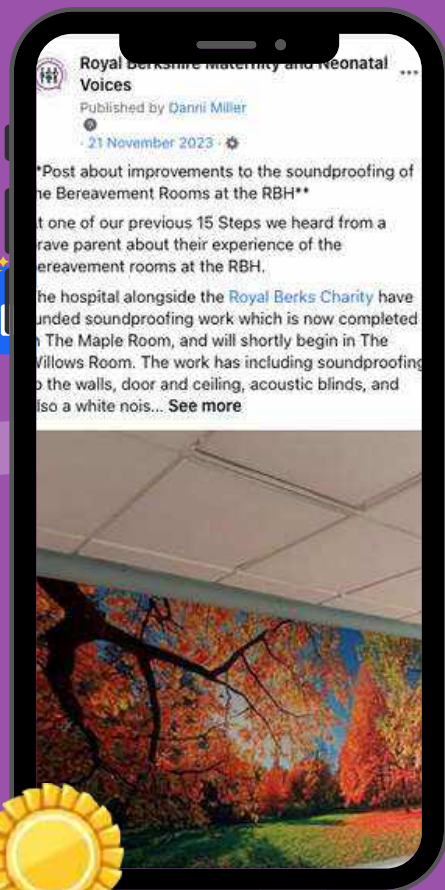 Royal Berkshire Maternity and Neonatal
Voices
Published by Danni Miller
· 21 November 2023 ·
*Post about improvements to the soundproofing of
he Bereavement Rooms at the RBH**
t one of our previous 15 Steps we heard from a
rave parent about their experience of the
ereavement rooms at the RBH.
he hospital alongside the Royal Berks Charity have
unded soundproofing work which is now completed
n The Maple Room, and will shortly begin in The
Willows Room. The work has including soundproofing
o the walls, door and ceiling, acoustic blinds, and
lso a white nois... See more